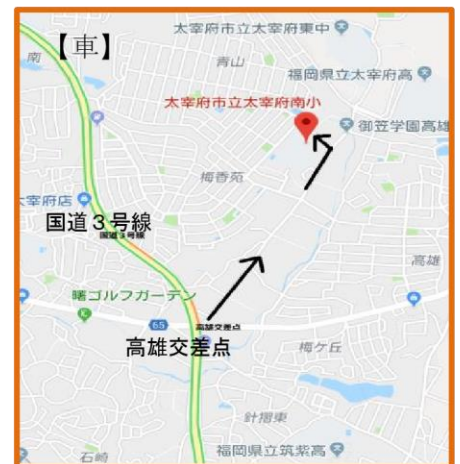 太宰府市立太宰府東中
【車】
南
青山
福岡県立太宰府高
太宰府市立太宰府南小
御笠学園高雄
梅香苑
太宰府店
国道3号線
国道3号線
高雄
曙ゴルフガーデン
65
高雄交差点
高雄交差点
梅ケ丘
針摺東
福岡県立筑紫高
石崎